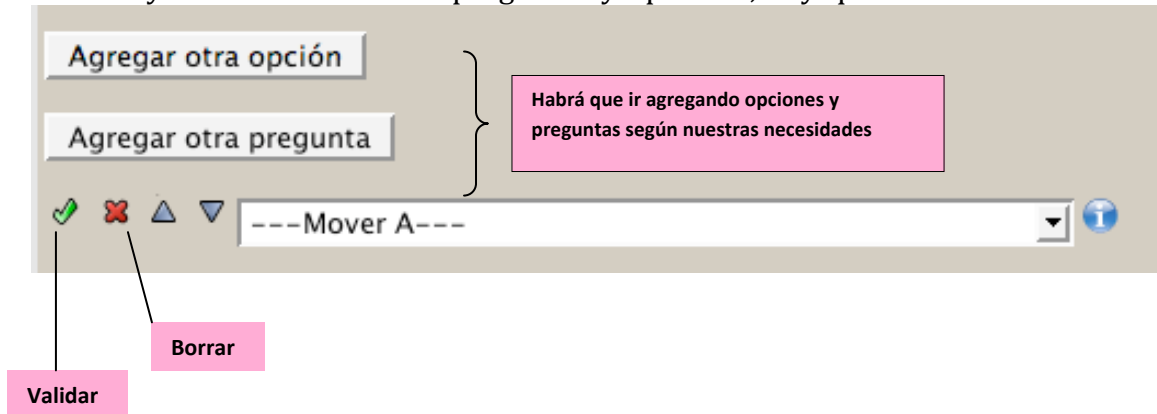 Agregar otra opción
Habrá que ir agregando opciones y
preguntas según nuestras necesidades
Agregar otra pregunta
---Mover A---
Borrar
Validar